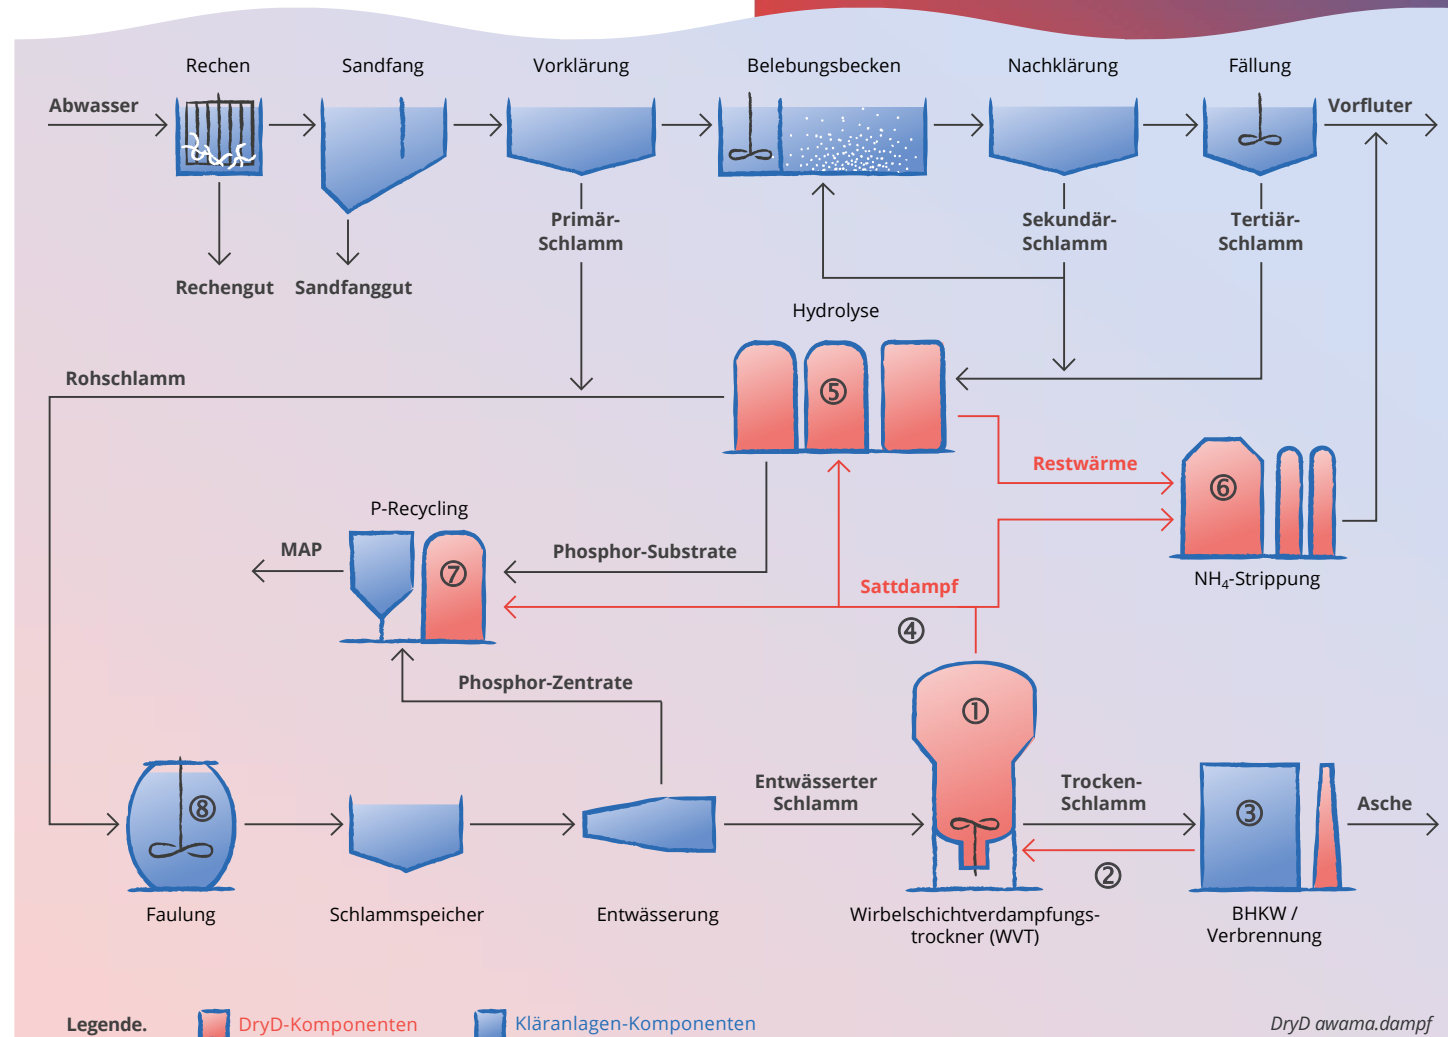 Rechen
Sandfang
Vorklärung
Belebungsbecken
Nachklärung
Fällung
Abwasser
Vorfluter
Primär-
Schlamm
Sekundär-
Schlamm
Tertiär-
Schlamm
Rechengut
Sandfanggut
Hydrolyse
Rohschlamm
⑤
Restwärme
⑥
P-Recycling
MAP
Phosphor-Substrate
⑦
NH₄-Strippung
Sattdampf
④
Phosphor-Zentrate
①
Entwässerter
Schlamm
Trocken-
Schlamm
⑧
③
Asche
②
Faulung
Schlammspeicher
Entwässerung
Wirbelschichtverdampfungs-
trockner (WVT)
BHKW /
Verbrennung
Legende.
DryD-Komponenten
Kläranlagen-Komponenten
DryD awama.dampf